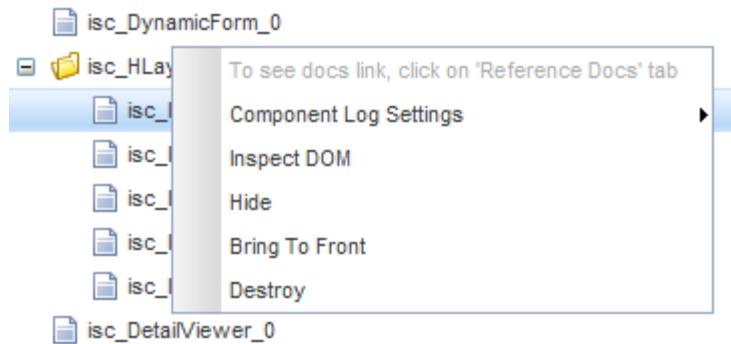 isc_DynamicForm_0
isc_HLay
To see docs link, click on 'Reference Docs' tab
isc_
Component Log Settings
isc_
Inspect DOM
isc_
Hide
isc_
Bring To Front
isc_
Destroy
isc_DetailViewer_0